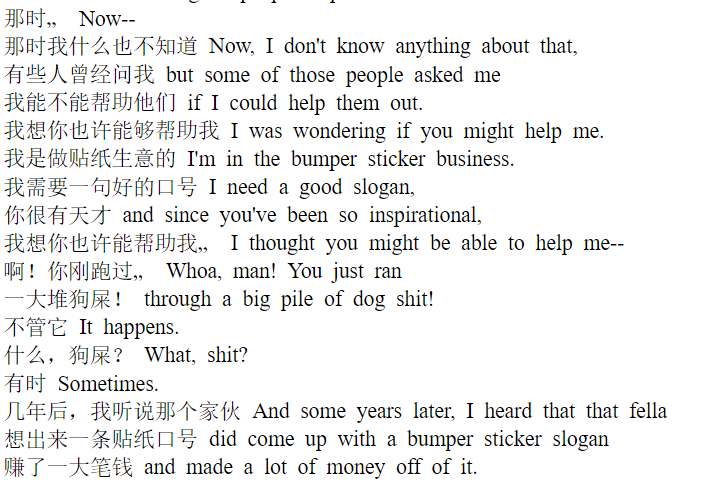 那时,,  Now--
那时我什么也不知道 Now, I don't know anything about that,
有些人曾经问我 but some of those people asked me
我能不能帮助他们 if I could help them out.
我想你也许能够帮助我 I was wondering if you might help me.
我是做贴纸生意的 I'm in the bumper sticker business.
我需要一句好的口号 I need a good slogan,
你很有天才 and since you've been so inspirational,
我想你也许能帮助我,,  I thought you might be able to help me--
啊！你刚跑过,,  Whoa, man! You just ran
一大堆狗屎！ through a big pile of dog shit!
不管它 It happens.
什么，狗屎？ What, shit?
有时 Sometimes.
几年后，我听说那个家伙 And some years later, I heard that that fella
想出来一条贴纸口号 did come up with a bumper sticker slogan
赚了一大笔钱 and made a lot of money off of it.